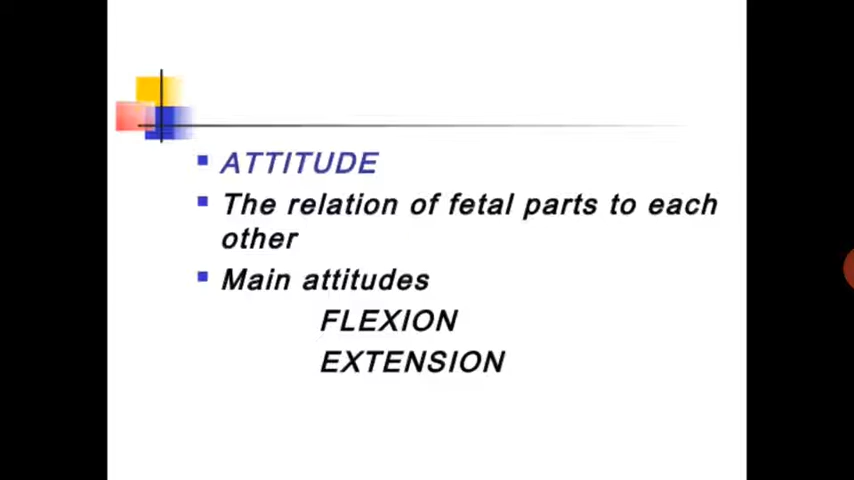 ATTITUDE
The relation of fetal parts to each
other
Main attitudes
FLEXION
EXTENSION